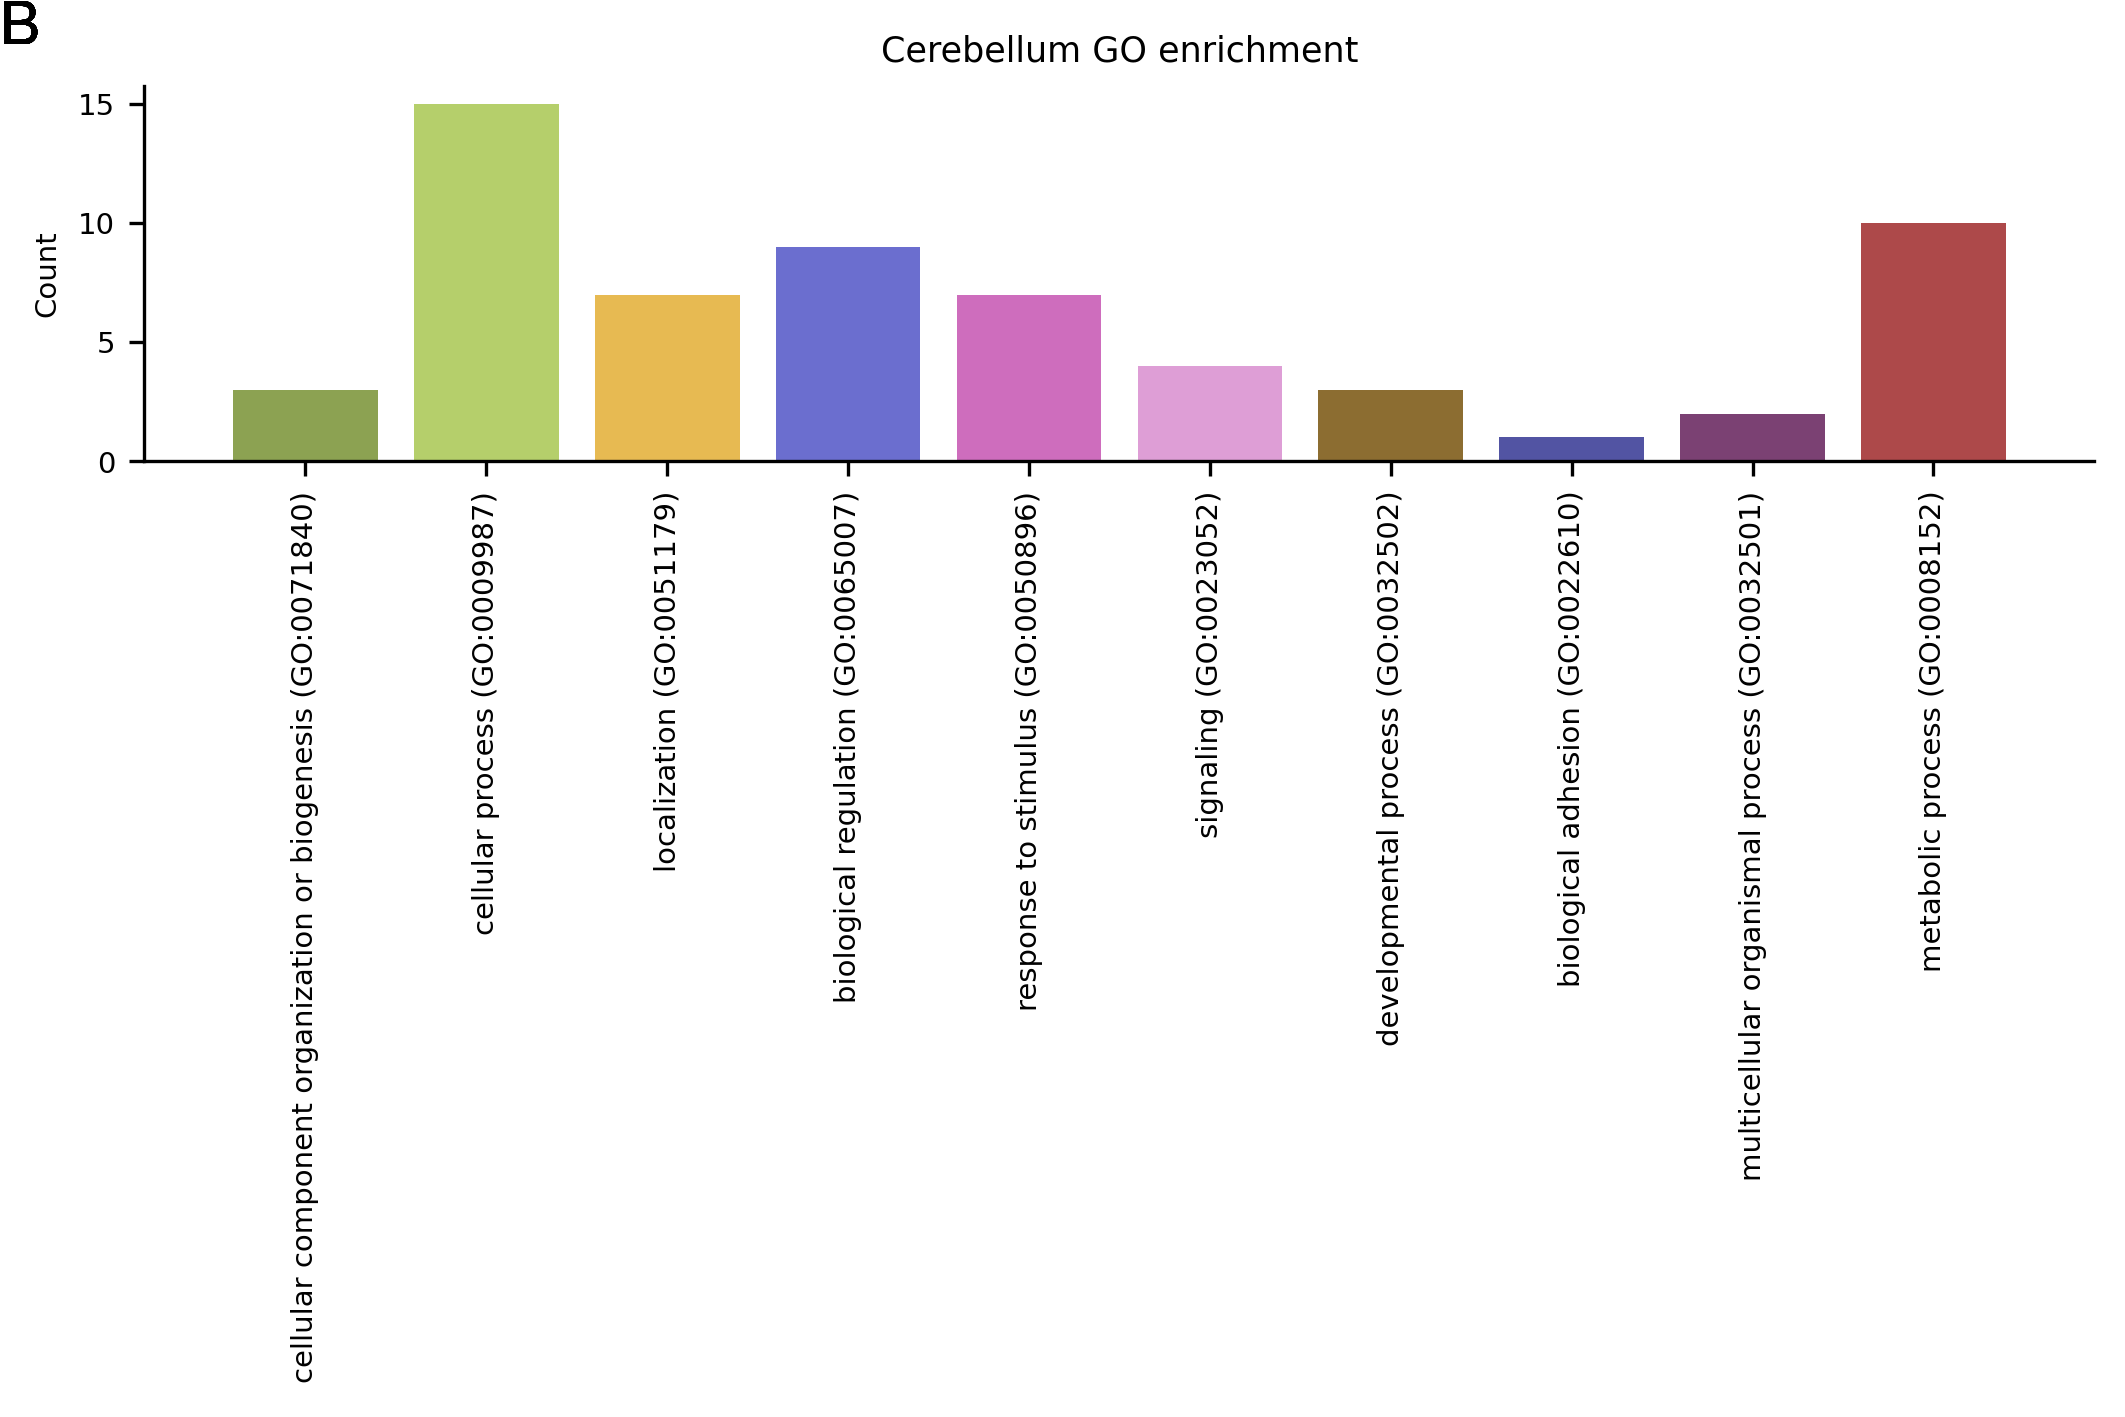 B
Cerebellum GO enrichment
Count
15
10
5
0
cellular component organization or biogenesis (GO:0071840)
cellular process (GO:0009987)
localization (GO:0051179)
biological regulation (GO:0065007)
response to stimulus (GO:0050896)
signaling (GO:0023052)
developmental process (GO:0032502)
biological adhesion (GO:0022610)
multicellular organismal process (GO:0032501)
metabolic process (GO:0008152)